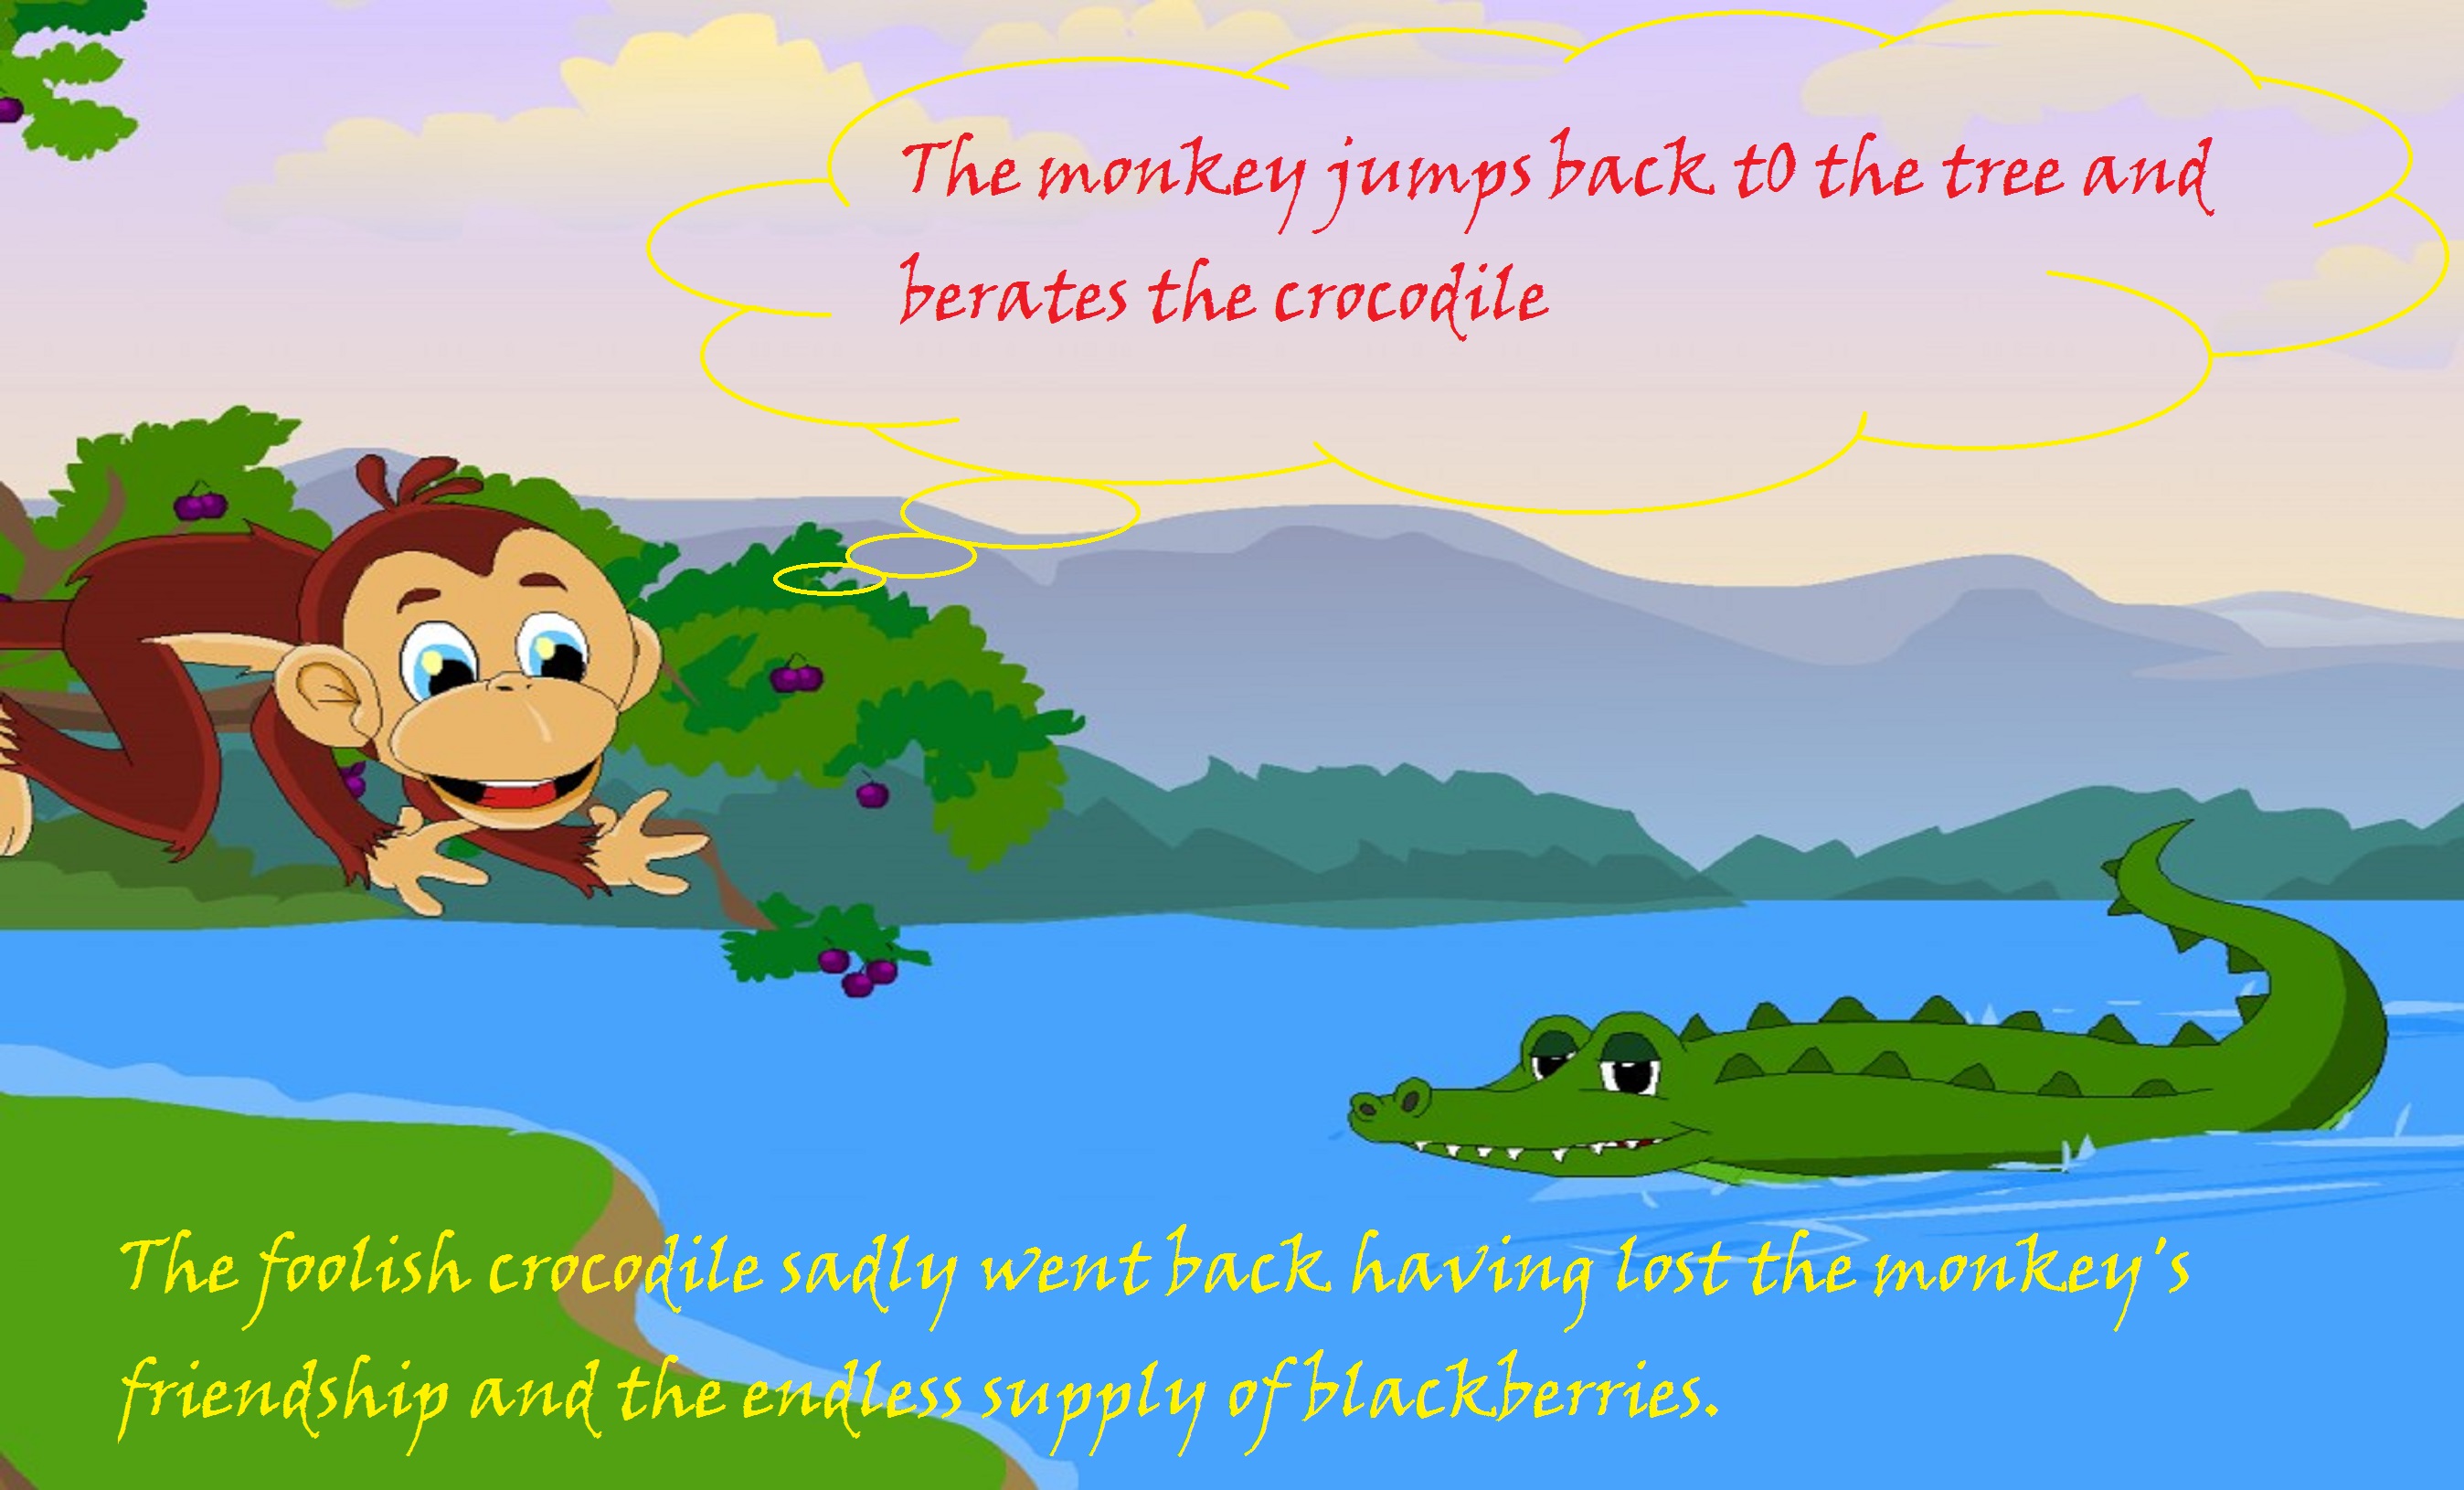 The monkey jumps back t0 the tree and
berates the crocodile
The foolish crocodile sadly went back having lost the monkey's
friendship and the endless supply of blackberries.